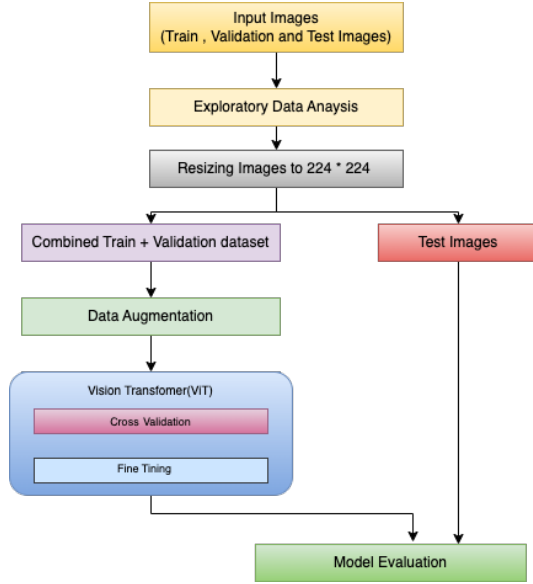 Input Images
(Train , Validation and Test Images)
Exploratory Data Anaysis
Resizing Images to 224 * 224
Combined Train + Validation dataset
Test Images
Data Augmentation
Vision Transfomer(ViT)
Cross Validation
Fine Tining
Model Evaluation